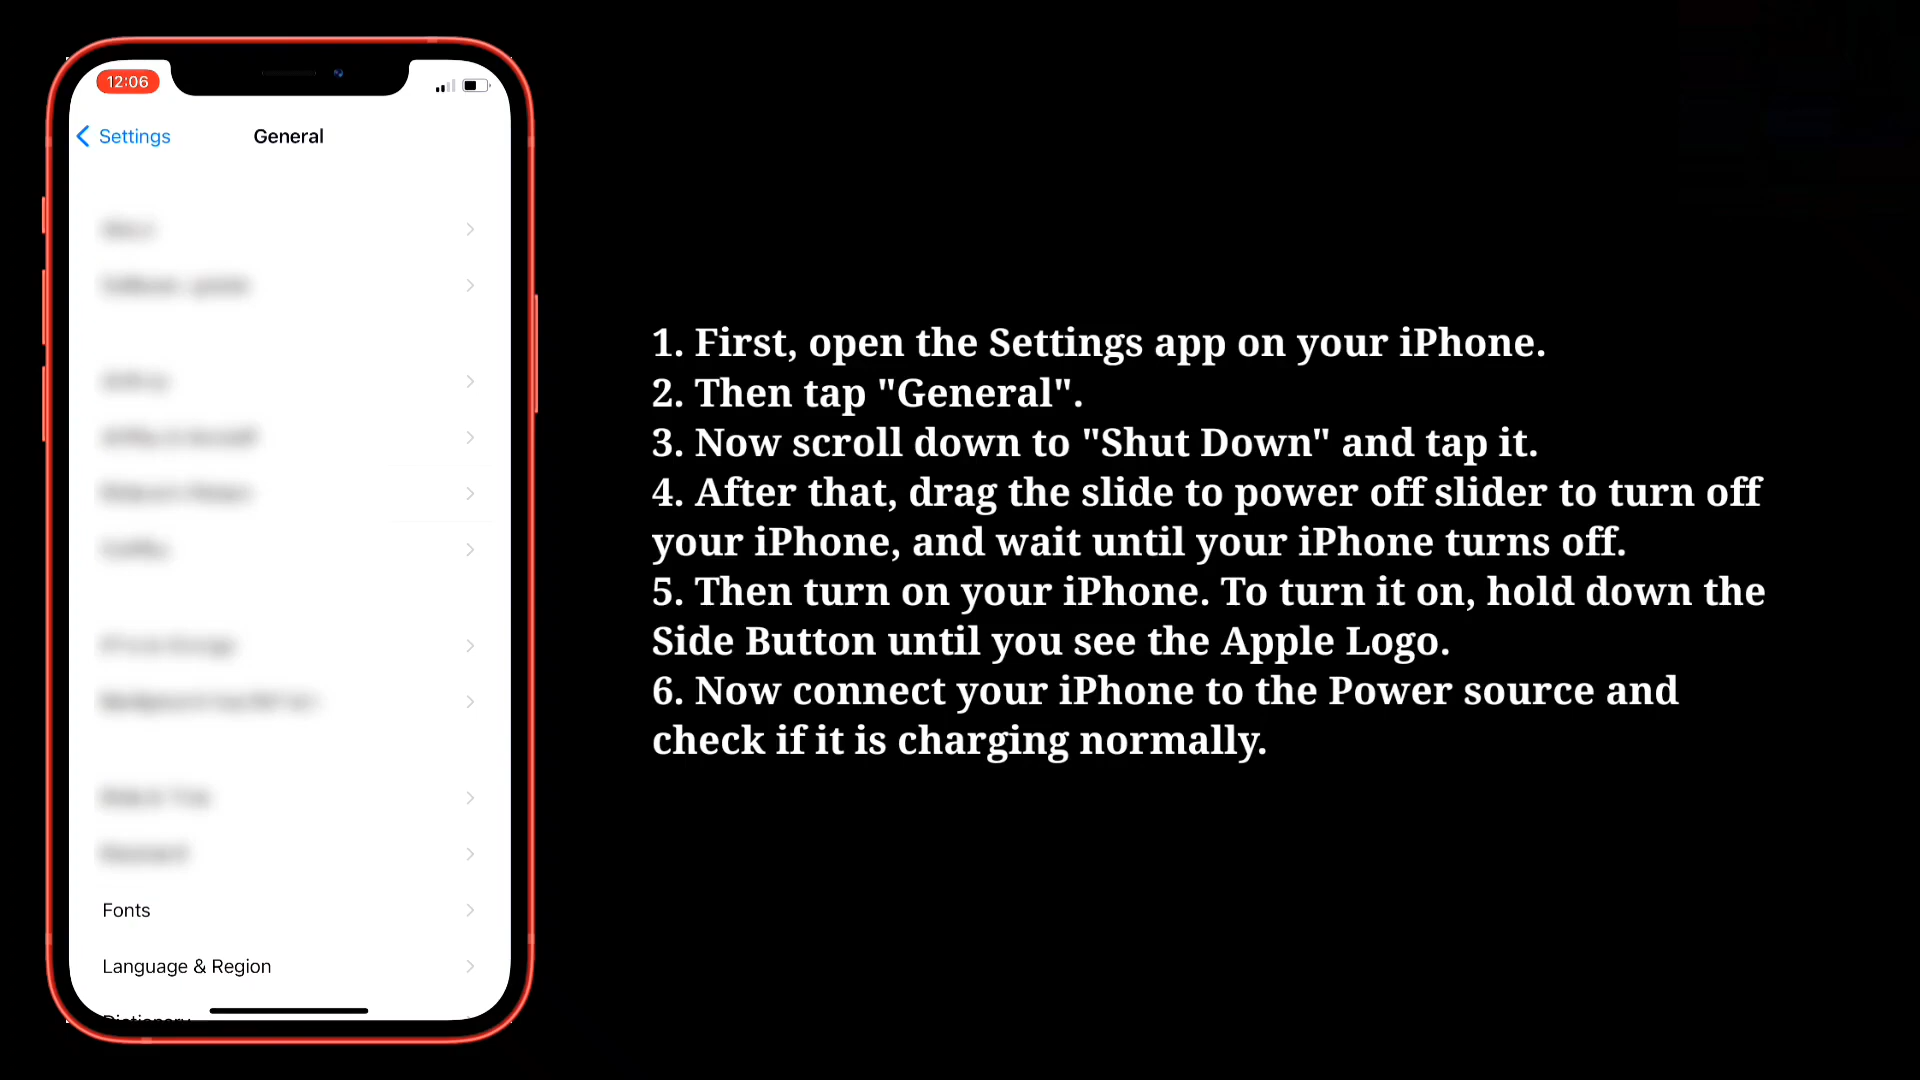 12:06
Settings
General
Fonts
Language & Region
Dictionary
1. First, open the Settings app on your iPhone.
2. Then tap "General".
3. Now scroll down to "Shut Down" and tap it.
4. After that, drag the slide to power off slider to turn off
your iPhone, and wait until your iPhone turns off.
5. Then turn on your iPhone. To turn it on, hold down the
Side Button until you see the Apple Logo.
6. Now connect your iPhone to the Power source and
check if it is charging normally.